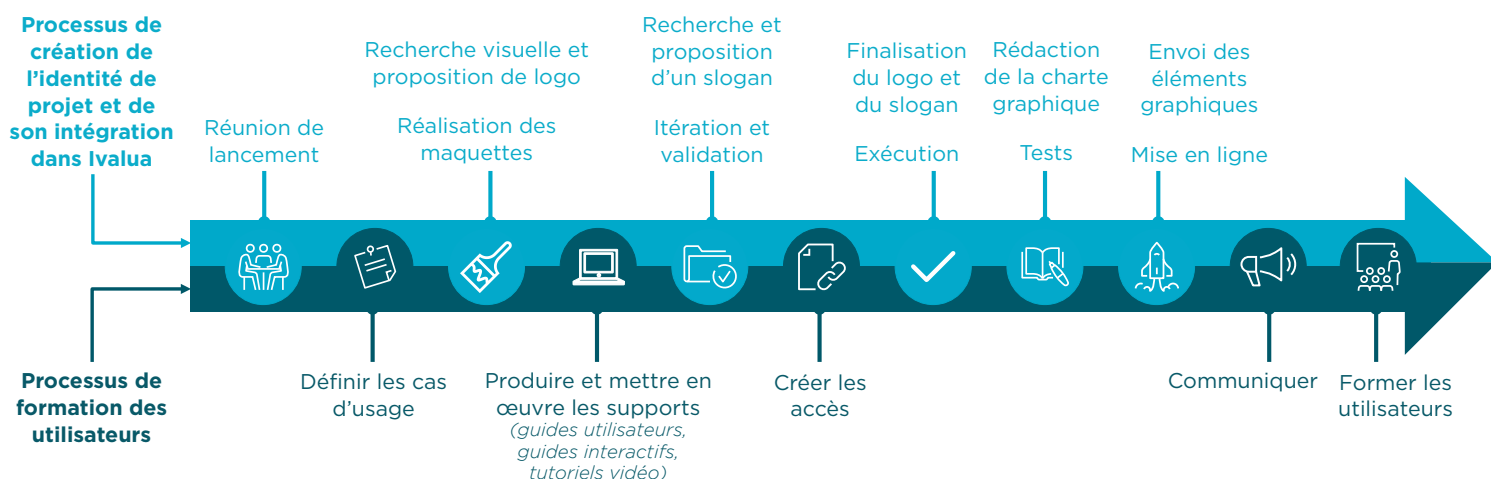 Processus de
création de
l'identité de
projet et de
son intégration
dans Ivalua
Réunion de
lancement
Recherche visuelle et
proposition de logo
Réalisation des
maquettes
Recherche et
proposition
d'un slogan
Itération et
validation
Finalisation
du logo et
du slogan
Exécution
Rédaction
de la charte
graphique
Tests
Envoi des
éléments
graphiques
Mise en ligne
Processus de
formation des
utilisateurs
Définir les cas
d'usage
Produire et mettre en
œuvre les supports
(guides utilisateurs,
guides interactifs,
tutoriels vidéo)
Créer les
accès
Communiquer
Former les
utilisateurs